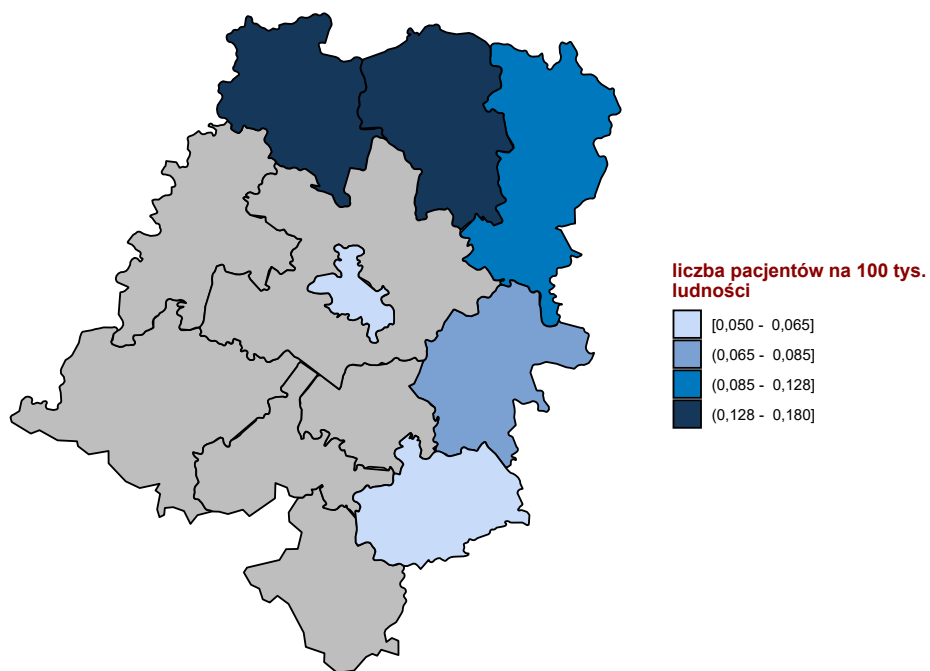 liczba pacjentów na 100 tys.
ludności
[0,050 - 0,065]
(0,065 - 0,085]
(0,085 - 0,128]
(0,128 - 0,180]